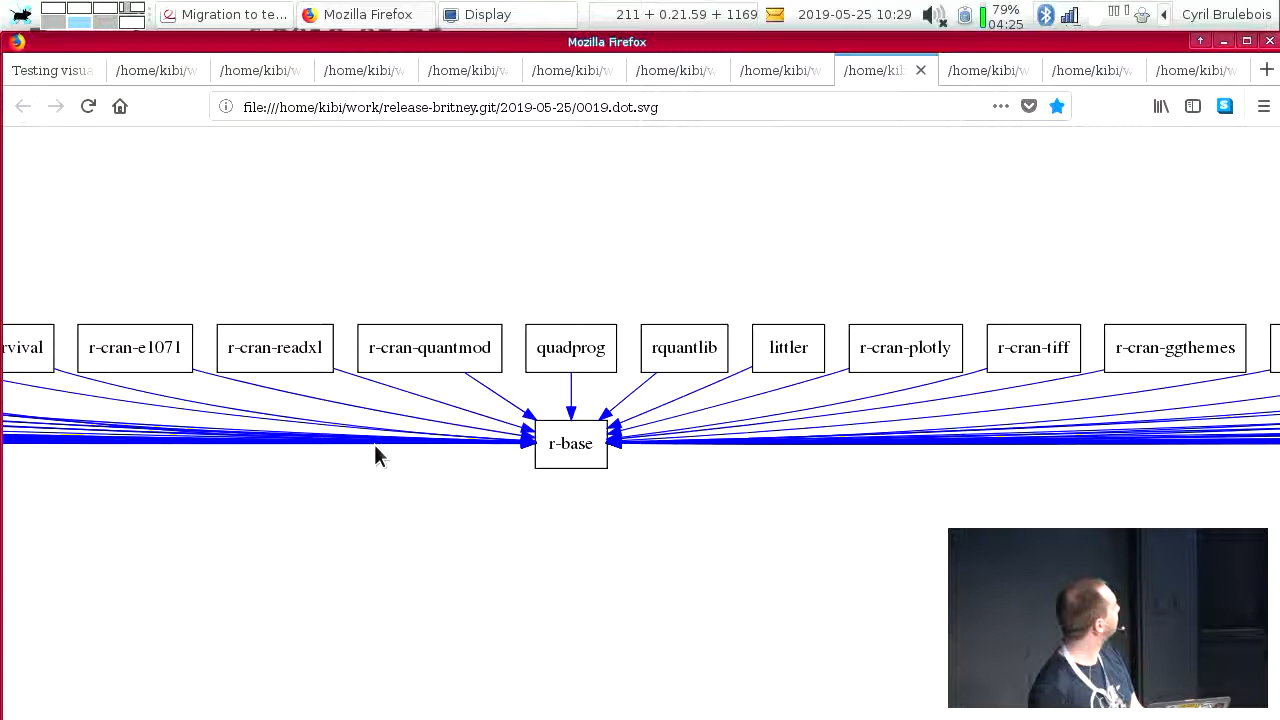 Migration to te... Mozilla Firefox Display 211 + 0.21.59 + 1169 2019-05-25 10:29 79% 04:25 Cyril Brulebois
Mozilla Firefox
Testing visua /home/kibi/w /home/kibi/w /home/kibi/w /home/kibi/w /home/kibi/w /home/kibi/w /home/kibi/w /home/kib /home/kibi/w /home/kibi/w /home/kibi/w
file:///home/kibi/work/release-britney.git/2019-05-25/0019.dot.svg
rvival r-cran-e1071 r-cran-readxl r-cran-quantmod quadprog rquantlib littler r-cran-plotly r-cran-tiff r-cran-ggthemes
r-base